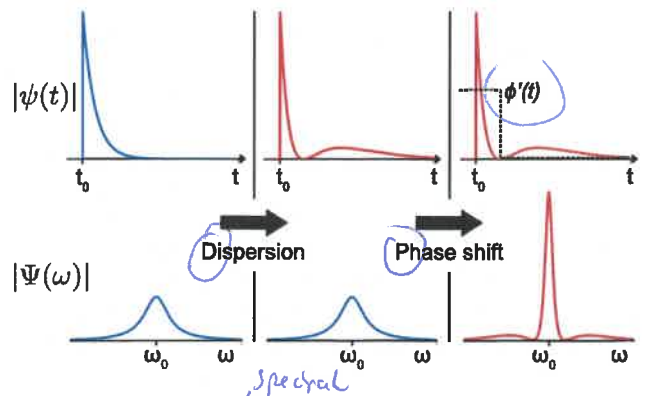 |ψ(t)|
t₀ t t₀ t t₀ t
ϕ'(t)
Dispersion Phase shift
|Ψ(ω)|
ω₀ ω ω₀ ω ω₀ ω
spectral